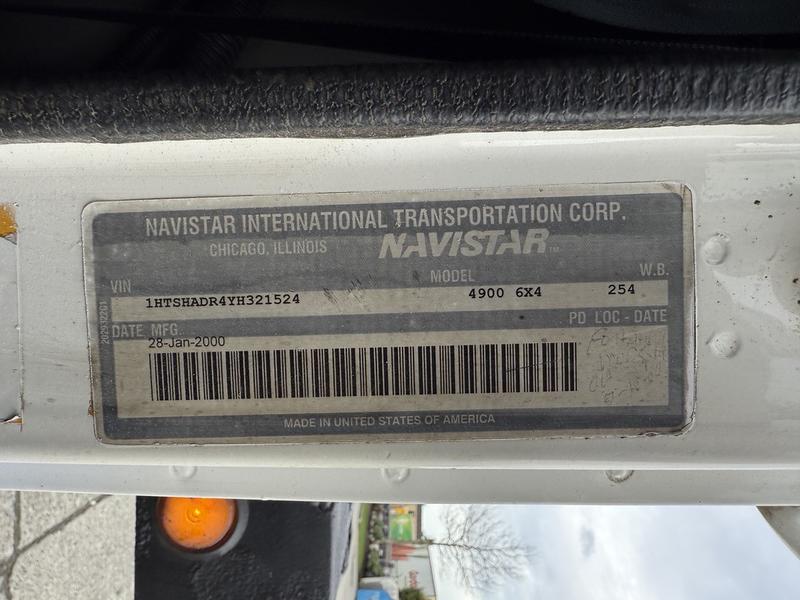 NAVISTAR INTERNATIONAL TRANSPORTATION CORP.
CHICAGO, ILLINOIS NAVISTAR TM
VIN MODEL W.B.
1HTSHADR4YH321524 4900 6X4 254
DATE MFG. PD LOC - DATE
28-Jan-2000
MADE IN UNITED STATES OF AMERICA